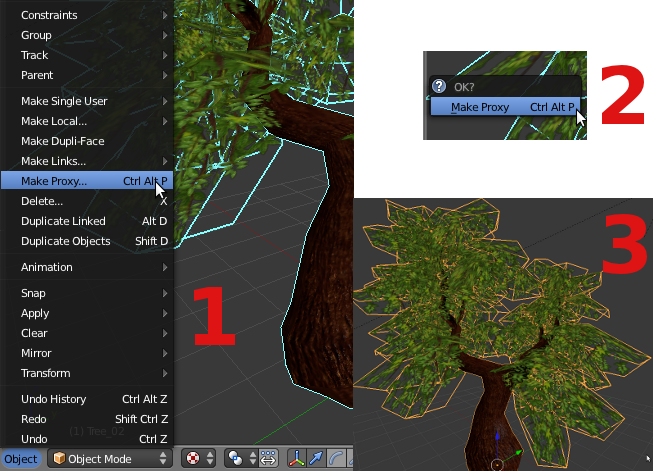 Constraints
Group
Track
Parent
Make Single User
Make Local...
Make Dupli-Face
Make Links...
Make Proxy... Ctrl Alt P
Delete... X
Duplicate Linked Alt D
Duplicate Objects Shift D
Animation
Snap
Apply
Clear
Mirror
Transform
Undo History Ctrl Alt Z
Redo Shift Ctrl Z
(1) Tree_02
Undo Ctrl Z
Object Object Mode
1
OK?
Make Proxy Ctrl Alt P
2
3